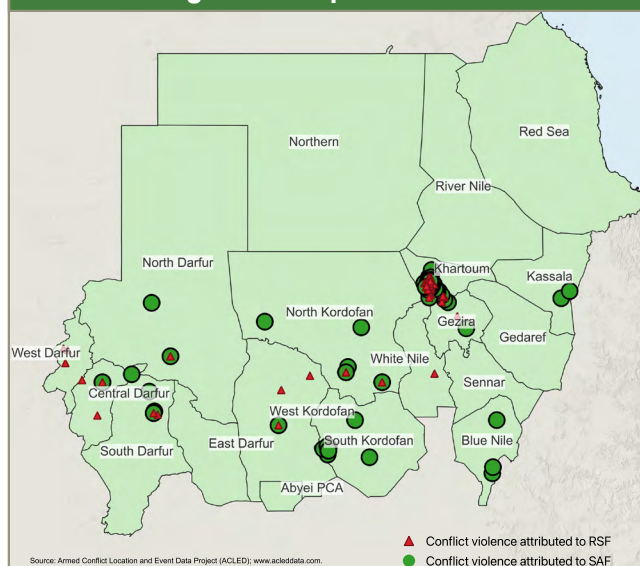 Northern
Red Sea
River Nile
North Darfur
Khartoum
Kassala
North Kordofan
Gezira
Gedaref
West Darfur
White Nile
Sennar
Central Darfur
West Kordofan
South Kordofan
Blue Nile
East Darfur
South Darfur
Abyei PCA
Conflict violence attributed to RSF
Conflict violence attributed to SAF
Source: Armed Conflict Location and Event Data Project (ACLED); www.acleddata.com.